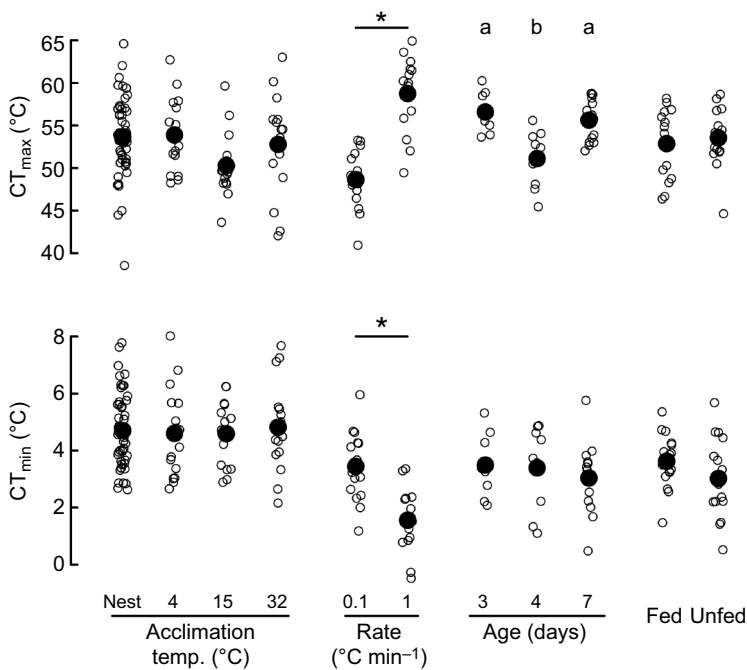 * a b a
65
60
55
50
45
40
CTmax (°C)
*
8
6
4
2
0
CTmin (°C)
Nest 4 15 32 0.1 1 3 4 7 Fed Unfed
Acclimation temp. (°C)
Rate (°C min–1)
Age (days)